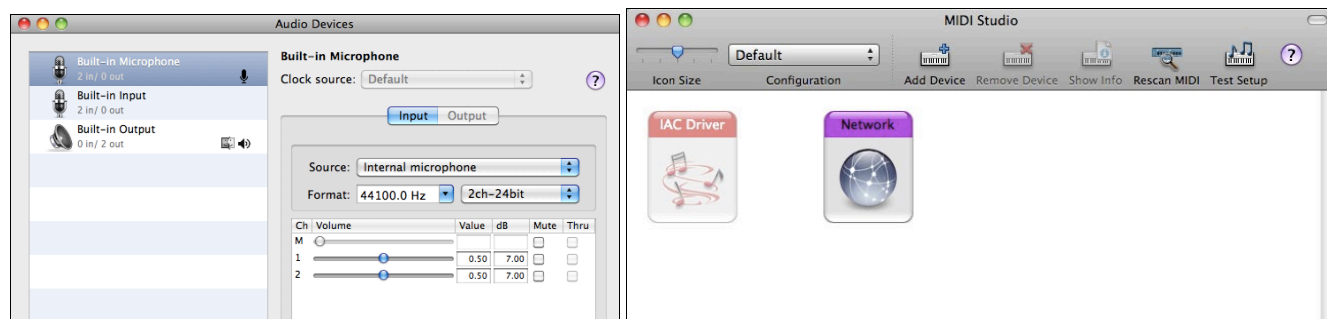 Audio Devices
Built-in Microphone
2 in/ 0 out
Built-in Input
2 in/ 0 out
Built-in Output
0 in/ 2 out
Built-in Microphone
Clock source: Default
?
Input Output
Source: Internal microphone
Format: 44100.0 Hz 2ch-24bit
Ch Volume Value dB Mute Thru
M
1 0.50 7.00
2 0.50 7.00
MIDI Studio
Default
?
Icon Size Configuration Add Device Remove Device Show Info Rescan MIDI Test Setup
IAC Driver
Network